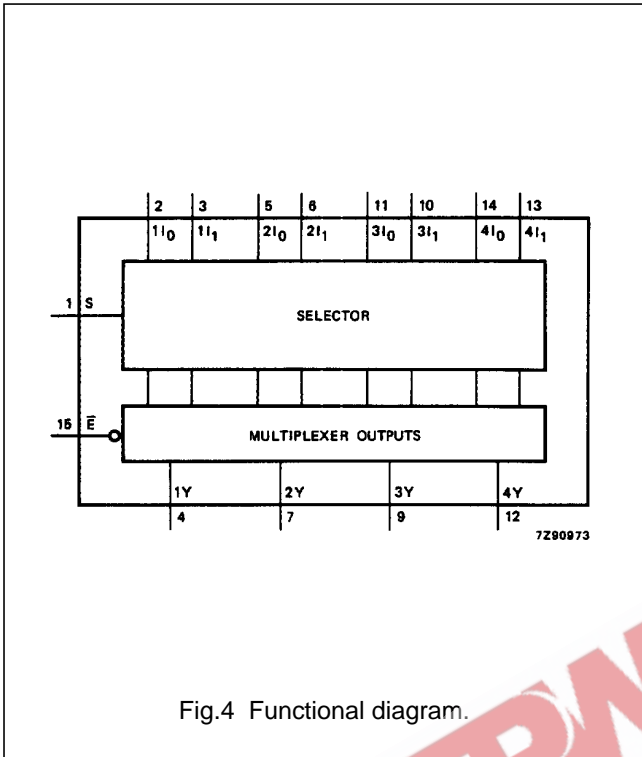 2 3 5 6 11 10 14 13
1I0 1I1 2I0 2I1 3I0 3I1 4I0 4I1
1 S
SELECTOR
15 E̅
MULTIPLEXER OUTPUTS
1Y 2Y 3Y 4Y
4 7 9 12
7Z90973
Fig.4 Functional diagram.